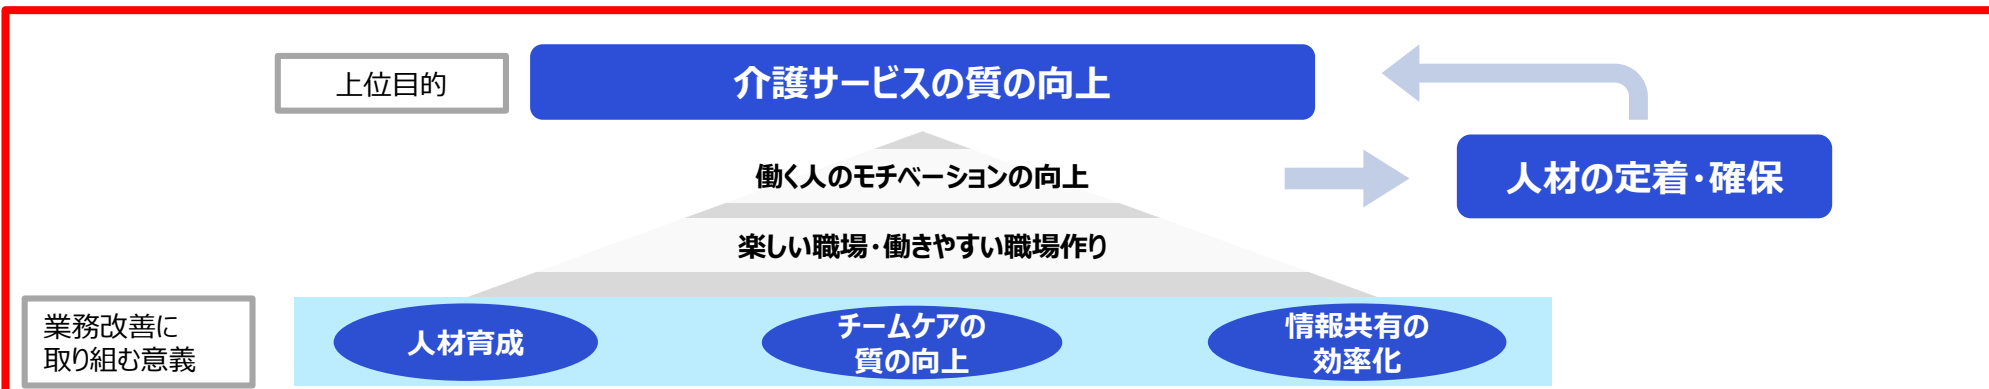 上位目的
介護サービスの質の向上
働く人のモチベーションの向上
人材の定着・確保
楽しい職場・働きやすい職場作り
業務改善に
取り組む意義
人材育成
チームケアの
質の向上
情報共有の
効率化